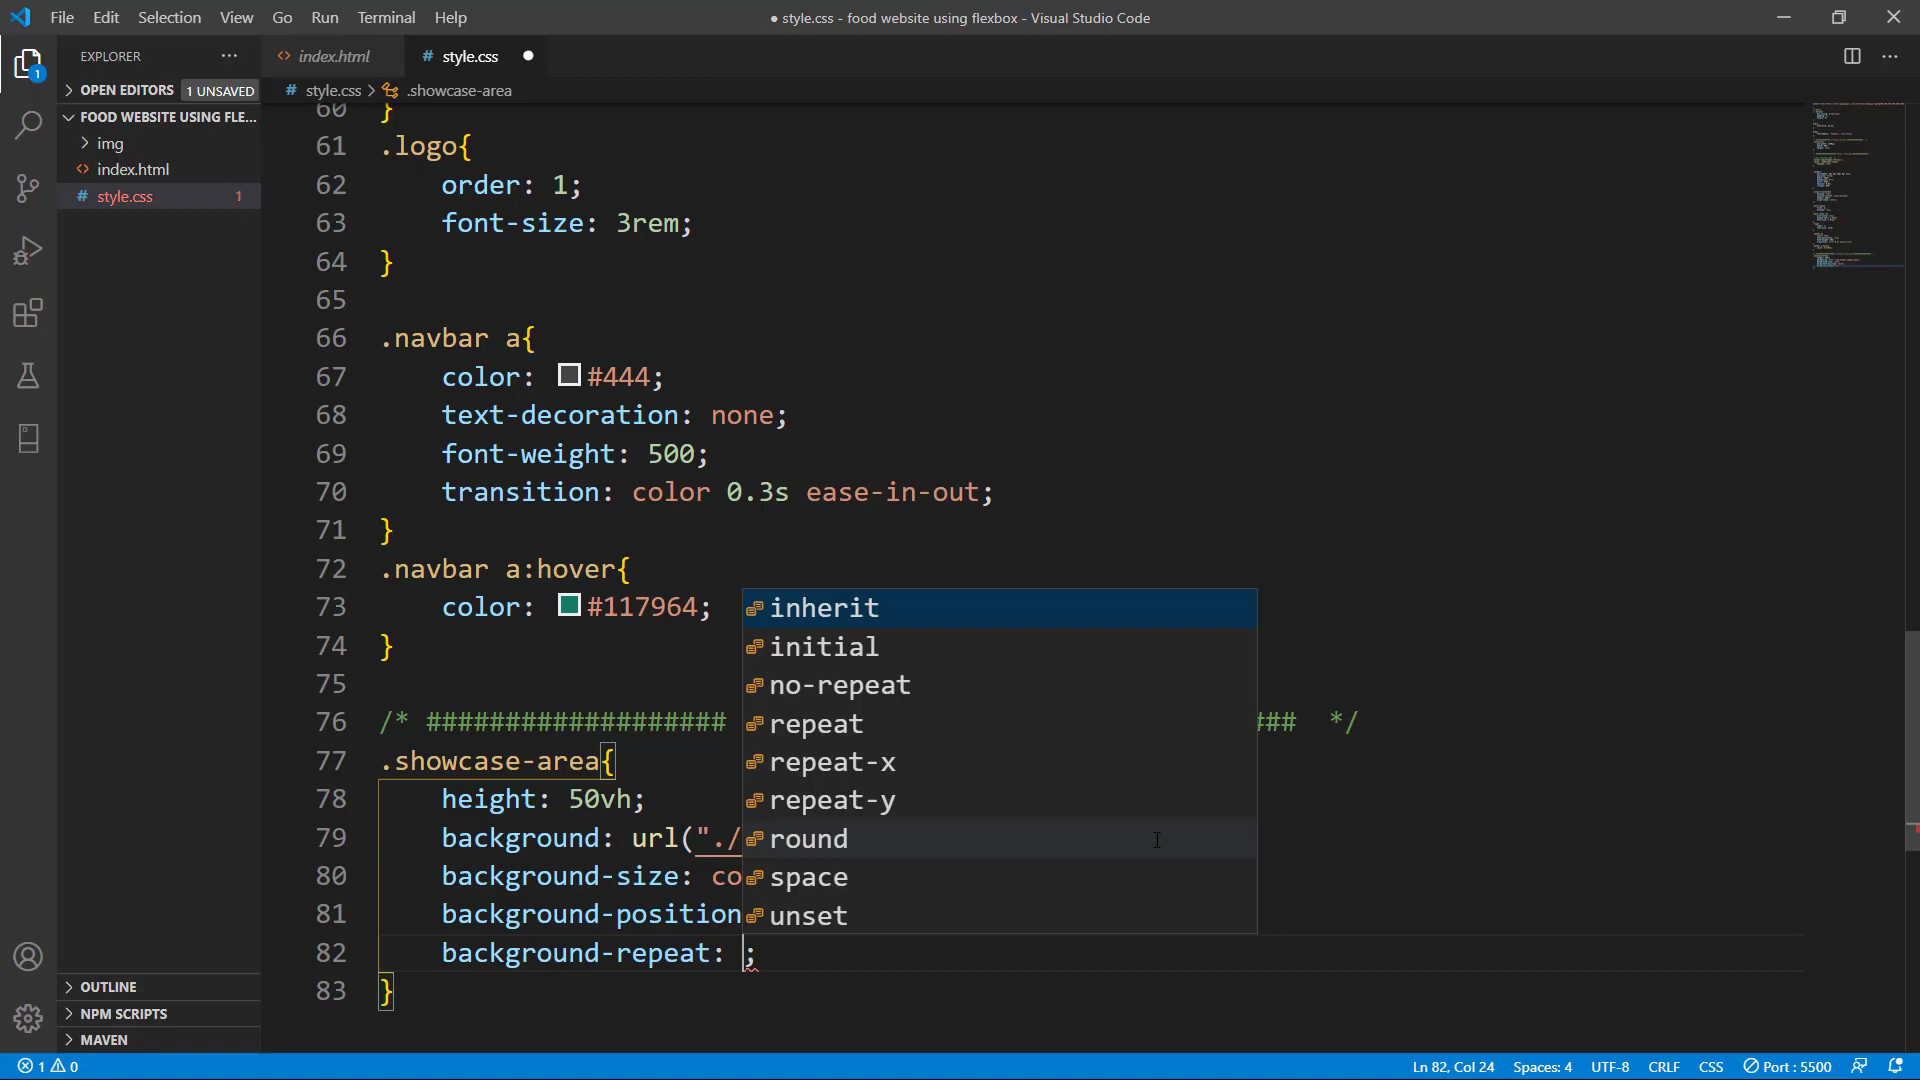 File Edit Selection View Go Run Terminal Help
● style.css - food website using flexbox - Visual Studio Code
EXPLORER ···
index.html
# style.css ●
OPEN EDITORS 1 UNSAVED
# style.css > .showcase-area
FOOD WEBSITE USING FLE...
img
index.html
# style.css 1
1
60 }
61 .logo{
62 order: 1;
63 font-size: 3rem;
64 }
65
66 .navbar a{
67 color: #444;
68 text-decoration: none;
69 font-weight: 500;
70 transition: color 0.3s ease-in-out;
71 }
72 .navbar a:hover{
73 color: #117964;
74 }
75
76 /* ################### ### */
77 .showcase-area{
78 height: 50vh;
79 background: url("./
80 background-size: co
81 background-position
82 background-repeat: ;
83 }
inherit
initial
no-repeat
repeat
repeat-x
repeat-y
round
space
unset
OUTLINE
NPM SCRIPTS
MAVEN
1 0
Ln 82, Col 24 Spaces: 4 UTF-8 CRLF CSS Port : 5500